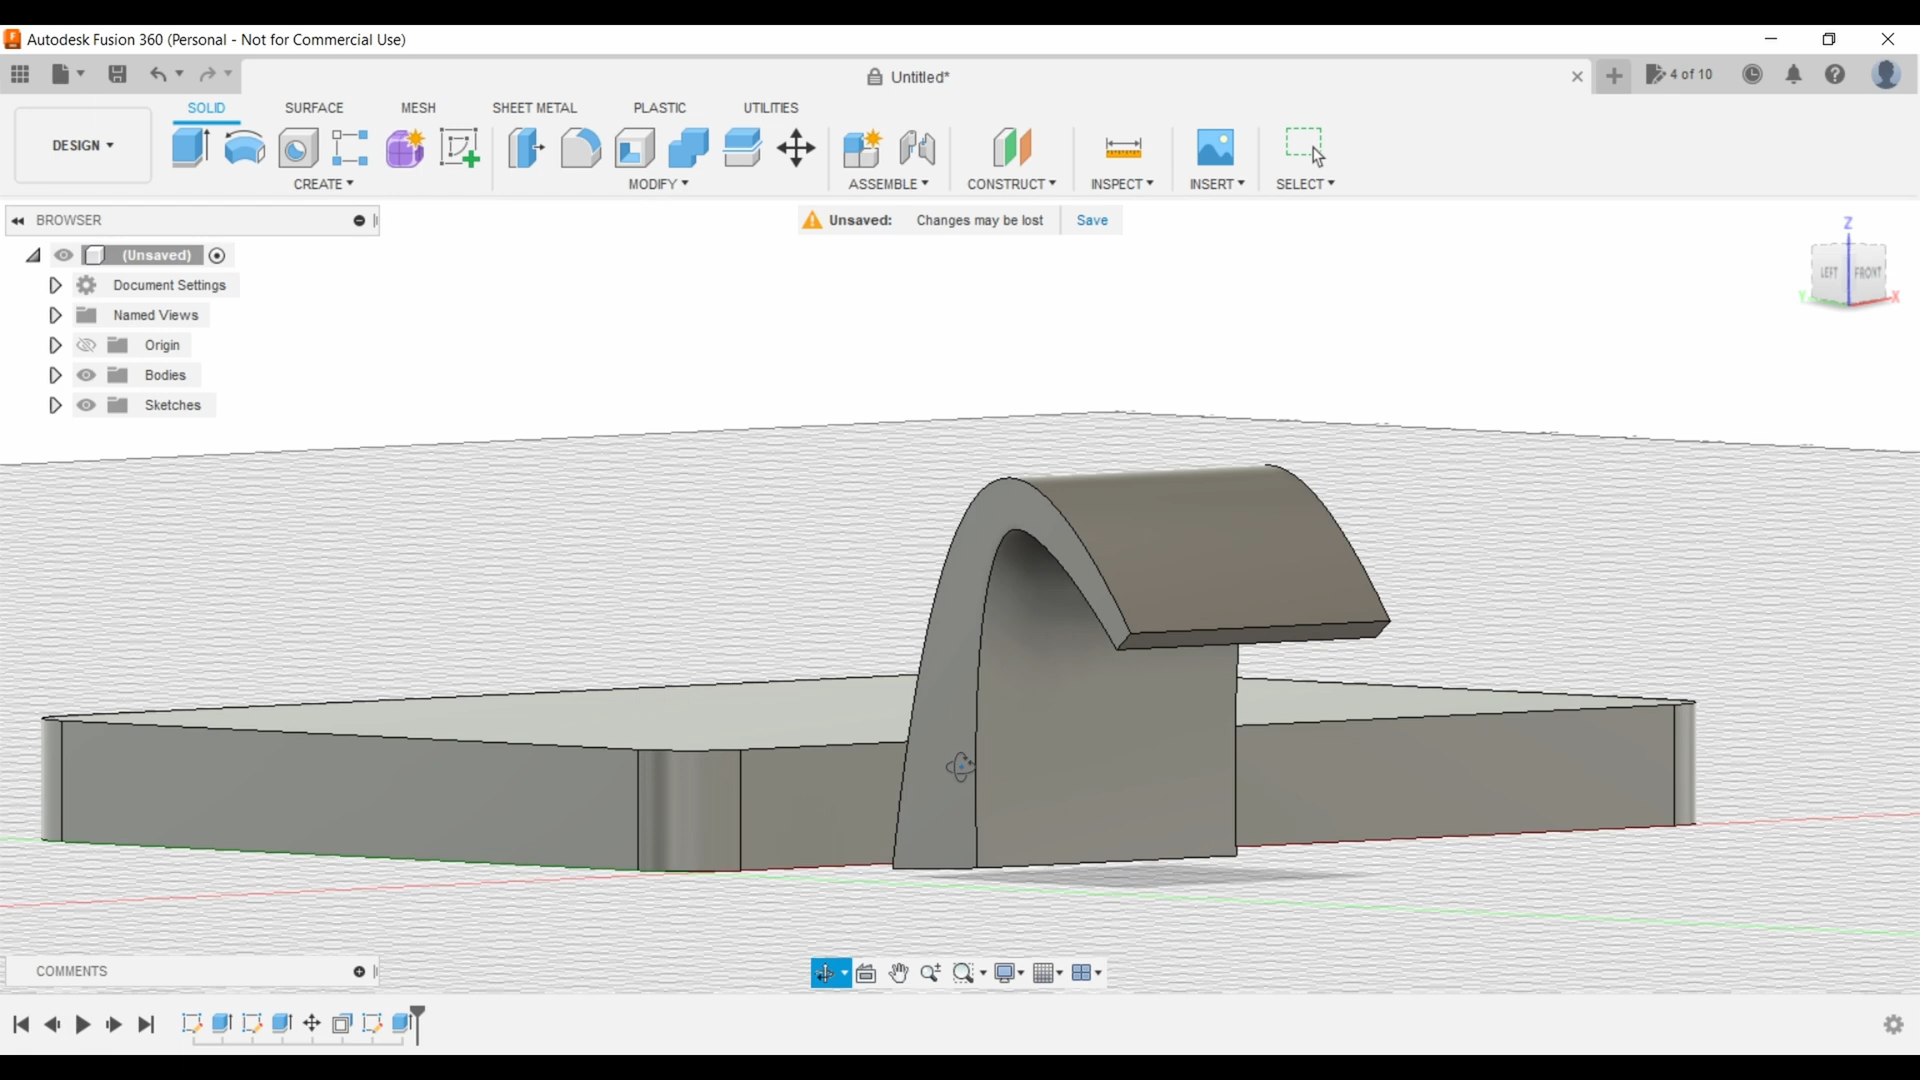 Autodesk Fusion 360 (Personal - Not for Commercial Use)
Untitled*
4 of 10
SOLID SURFACE MESH SHEET METAL PLASTIC UTILITIES
DESIGN
CREATE MODIFY ASSEMBLE CONSTRUCT INSPECT INSERT SELECT
BROWSER
Unsaved: Changes may be lost Save
(Unsaved)
Document Settings
Named Views
Origin
Bodies
Sketches
Z
LEFT FRONT
Y X
COMMENTS